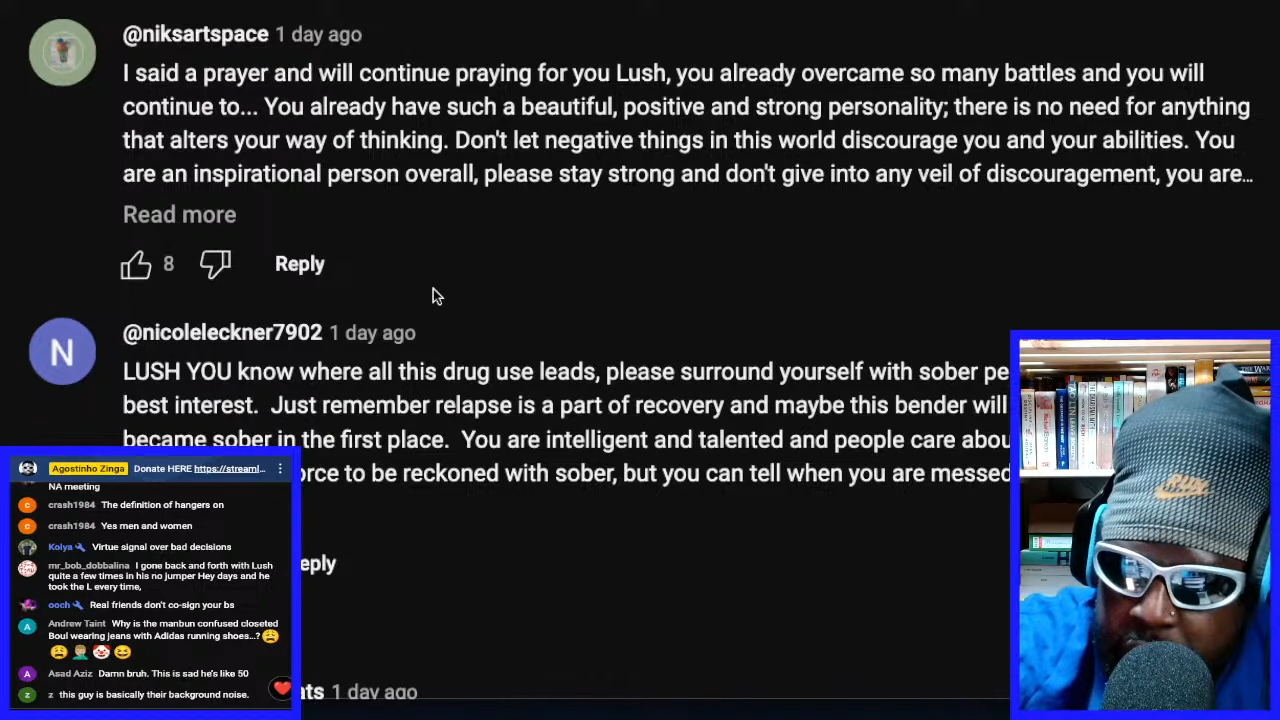 @niksartspace 1 day ago
I said a prayer and will continue praying for you Lush, you already overcame so many battles and you will
continue to... You already have such a beautiful, positive and strong personality; there is no need for anything
that alters your way of thinking. Don't let negative things in this world discourage you and your abilities. You
are an inspirational person overall, please stay strong and don't give into any veil of discouragement, you are...
Read more
8 Reply
N
@nicoleleckner7902 1 day ago
LUSH YOU know where all this drug use leads, please surround yourself with sober pe
best interest. Just remember relapse is a part of recovery and maybe this bender will
became sober in the first place. You are intelligent and talented and people care abou
orce to be reckoned with sober, but you can tell when you are messed
eply
ats 1 day ago
Agostinho Zinga Donate HERE https://streaml...
NA meeting
c crash1984 The definition of hangers on
c crash1984 Yes men and women
Kolya Virtue signal over bad decisions
mr_bob_dobbalina I gone back and forth with Lush
quite a few times in his no jumper Hey days and he
took the L every time,
ooch Real friends don't co-sign your bs
A Andrew Taint Why is the manbun confused closeted
Boul wearing jeans with Adidas running shoes...?
A Asad Aziz Damn bruh. This is sad he's like 50
z z this guy is basically their background noise.
RUN